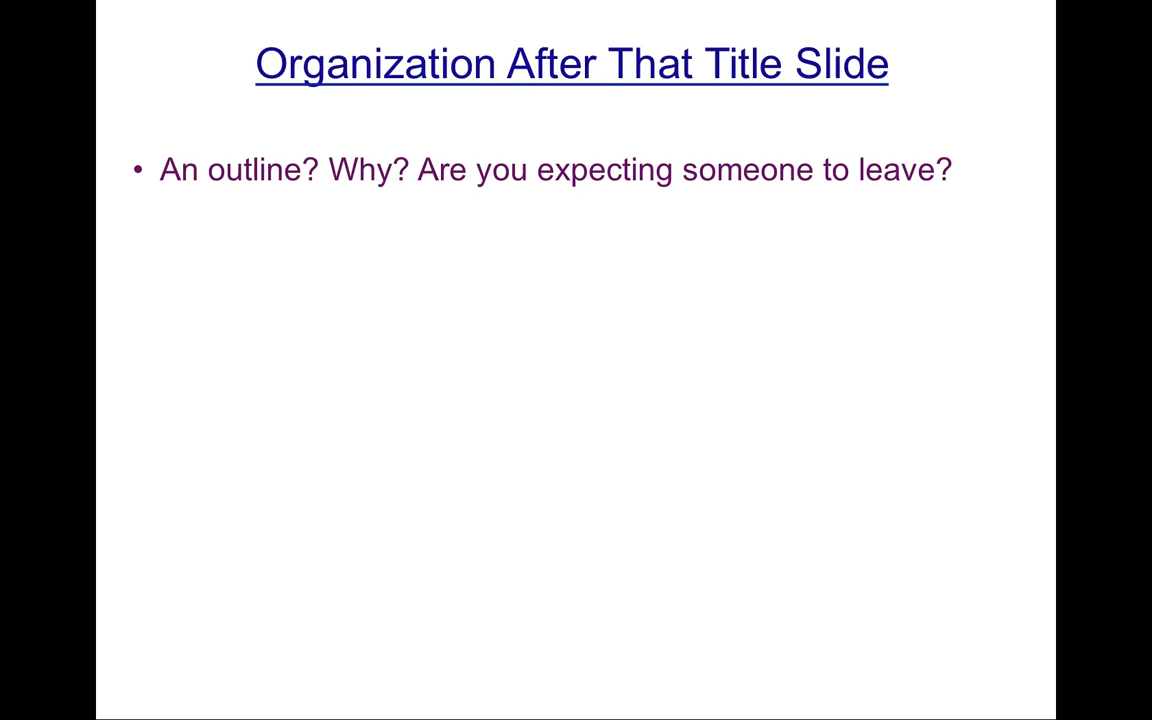 Organization After That Title Slide
• An outline? Why? Are you expecting someone to leave?